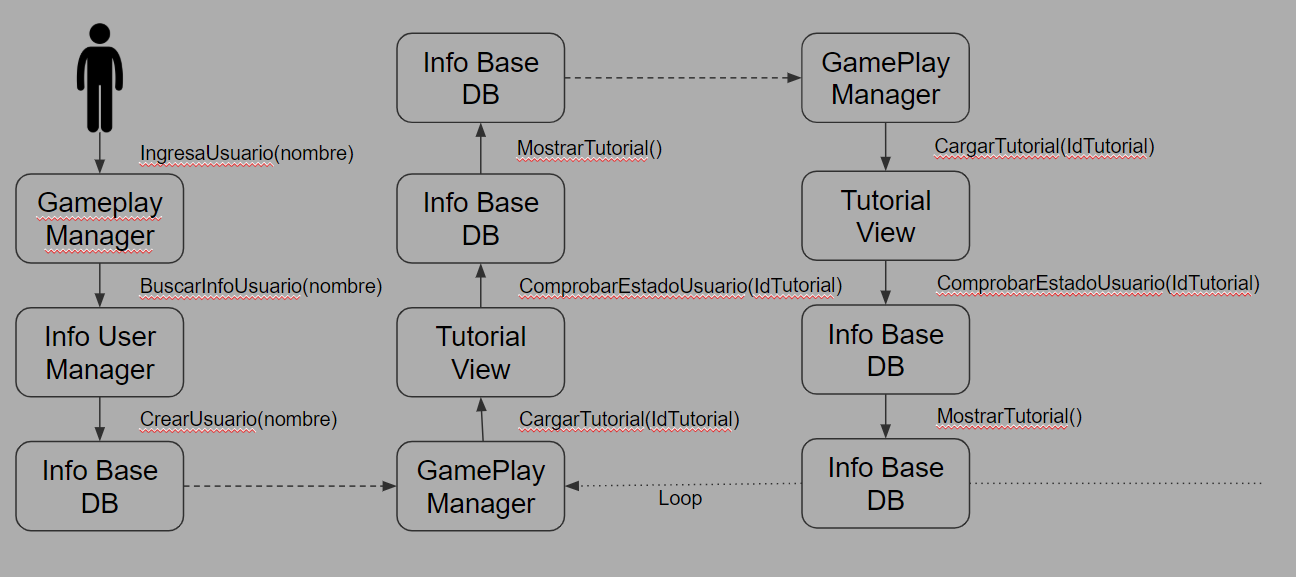 IngresaUsuario(nombre)
Gameplay
Manager
BuscarInfoUsuario(nombre)
Info User
Manager
CrearUsuario(nombre)
Info Base
DB
GamePlay
Manager
CargarTutorial(IdTutorial)
Tutorial
View
ComprobarEstadoUsuario(IdTutorial)
Info Base
DB
MostrarTutorial()
Info Base
DB
GamePlay
Manager
CargarTutorial(IdTutorial)
Tutorial
View
ComprobarEstadoUsuario(IdTutorial)
Info Base
DB
MostrarTutorial()
Info Base
DB
Loop